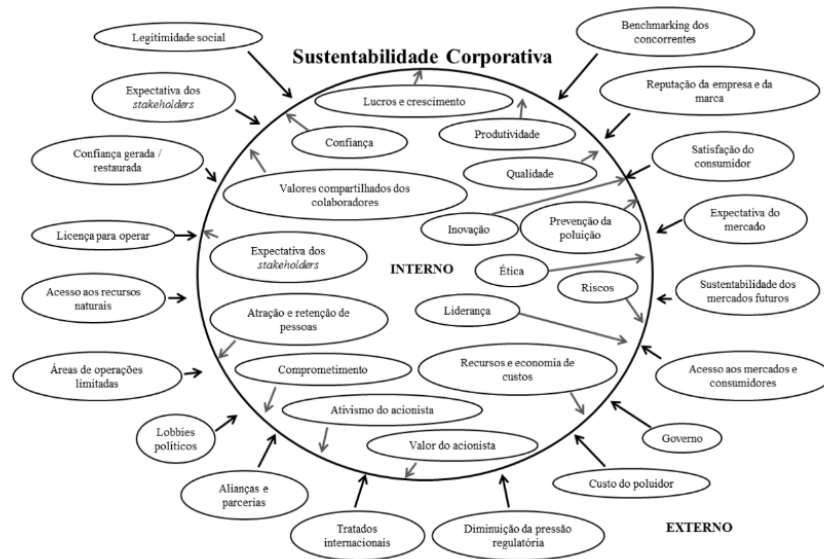 Legitimidade social
Benchmarking dos
concorrentes
Sustentabilidade Corporativa
Expectativa dos
stakeholders
Lucros e crescimento
Reputação da empresa e da
marca
Confiança
Produtividade
Confiança gerada /
restaurada
Qualidade
Satisfação do
consumidor
Valores compartilhados dos
colaboradores
Inovação
Prevenção da
poluição
Expectativa do
mercado
Licença para operar
Expectativa dos
stakeholders
INTERNO
Ética
Riscos
Acesso aos recursos
naturais
Sustentabilidade dos
mercados futuros
Atração e retenção de
pessoas
Liderança
Áreas de operações
limitadas
Comprometimento
Recursos e economia de
custos
Acesso aos mercados e
consumidores
Ativismo do acionista
Lobbies
políticos
Valor do acionista
Governo
Alianças e
parcerias
Custo do poluidor
Tratados
internacionais
Diminuição da pressão
regulatória
EXTERNO